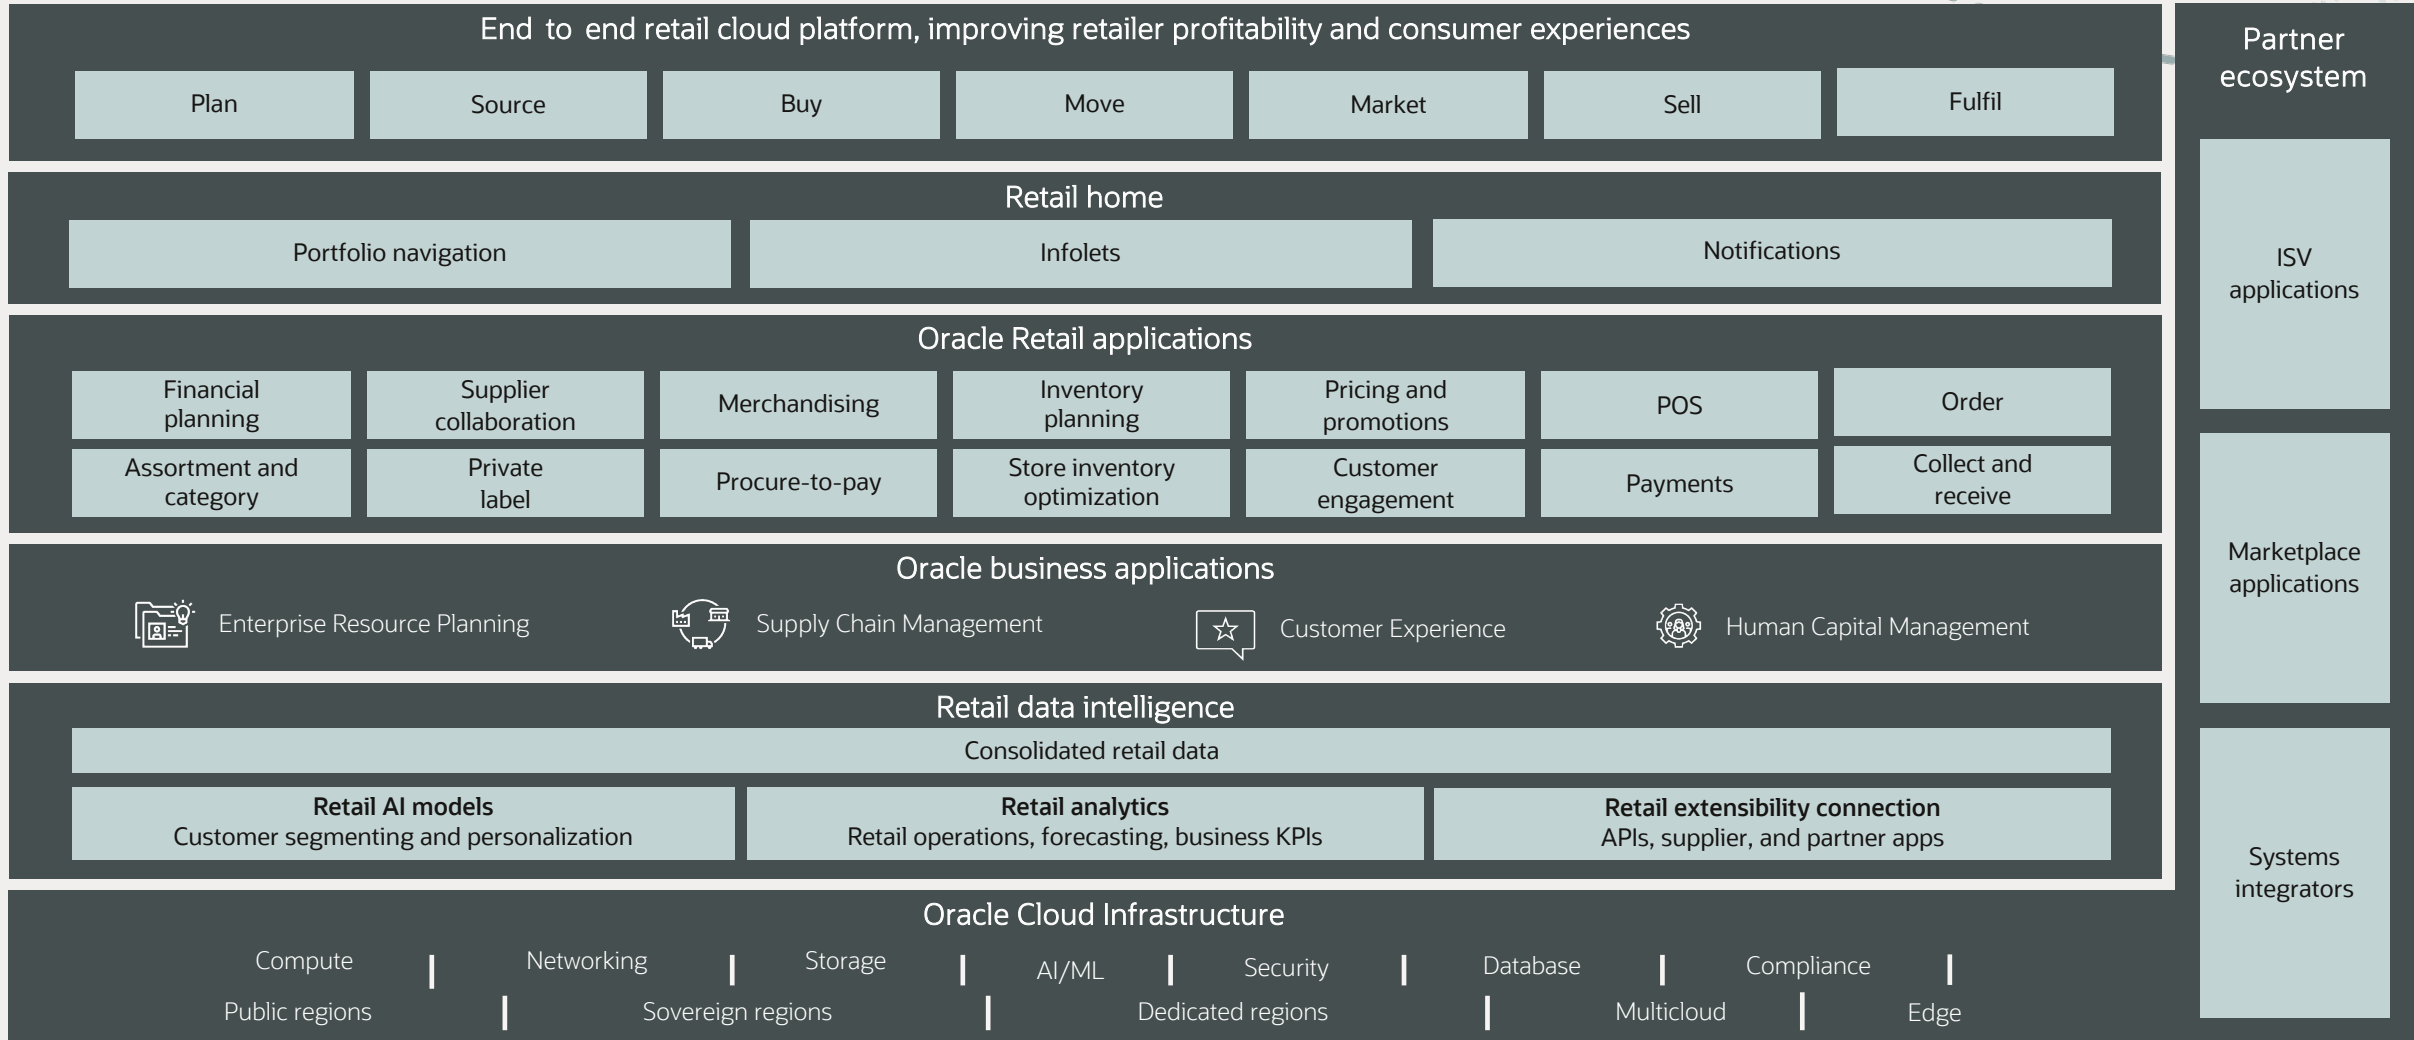 End to end retail cloud platform, improving retailer profitability and consumer experiences
Plan
Source
Buy
Move
Market
Sell
Fulfil
Retail home
Portfolio navigation
Infolets
Notifications
Oracle Retail applications
Financial
planning
Supplier
collaboration
Merchandising
Inventory
planning
Pricing and
promotions
POS
Order
Assortment and
category
Private
label
Procure-to-pay
Store inventory
optimization
Customer
engagement
Payments
Collect and
receive
Oracle business applications
Enterprise Resource Planning
Supply Chain Management
Customer Experience
Human Capital Management
Retail data intelligence
Consolidated retail data
Retail AI models
Customer segmenting and personalization
Retail analytics
Retail operations, forecasting, business KPIs
Retail extensibility connection
APIs, supplier, and partner apps
Oracle Cloud Infrastructure
Compute
Networking
Storage
AI/ML
Security
Database
Compliance
Public regions
Sovereign regions
Dedicated regions
Multicloud
Edge
Partner
ecosystem
ISV
applications
Marketplace
applications
Systems
integrators